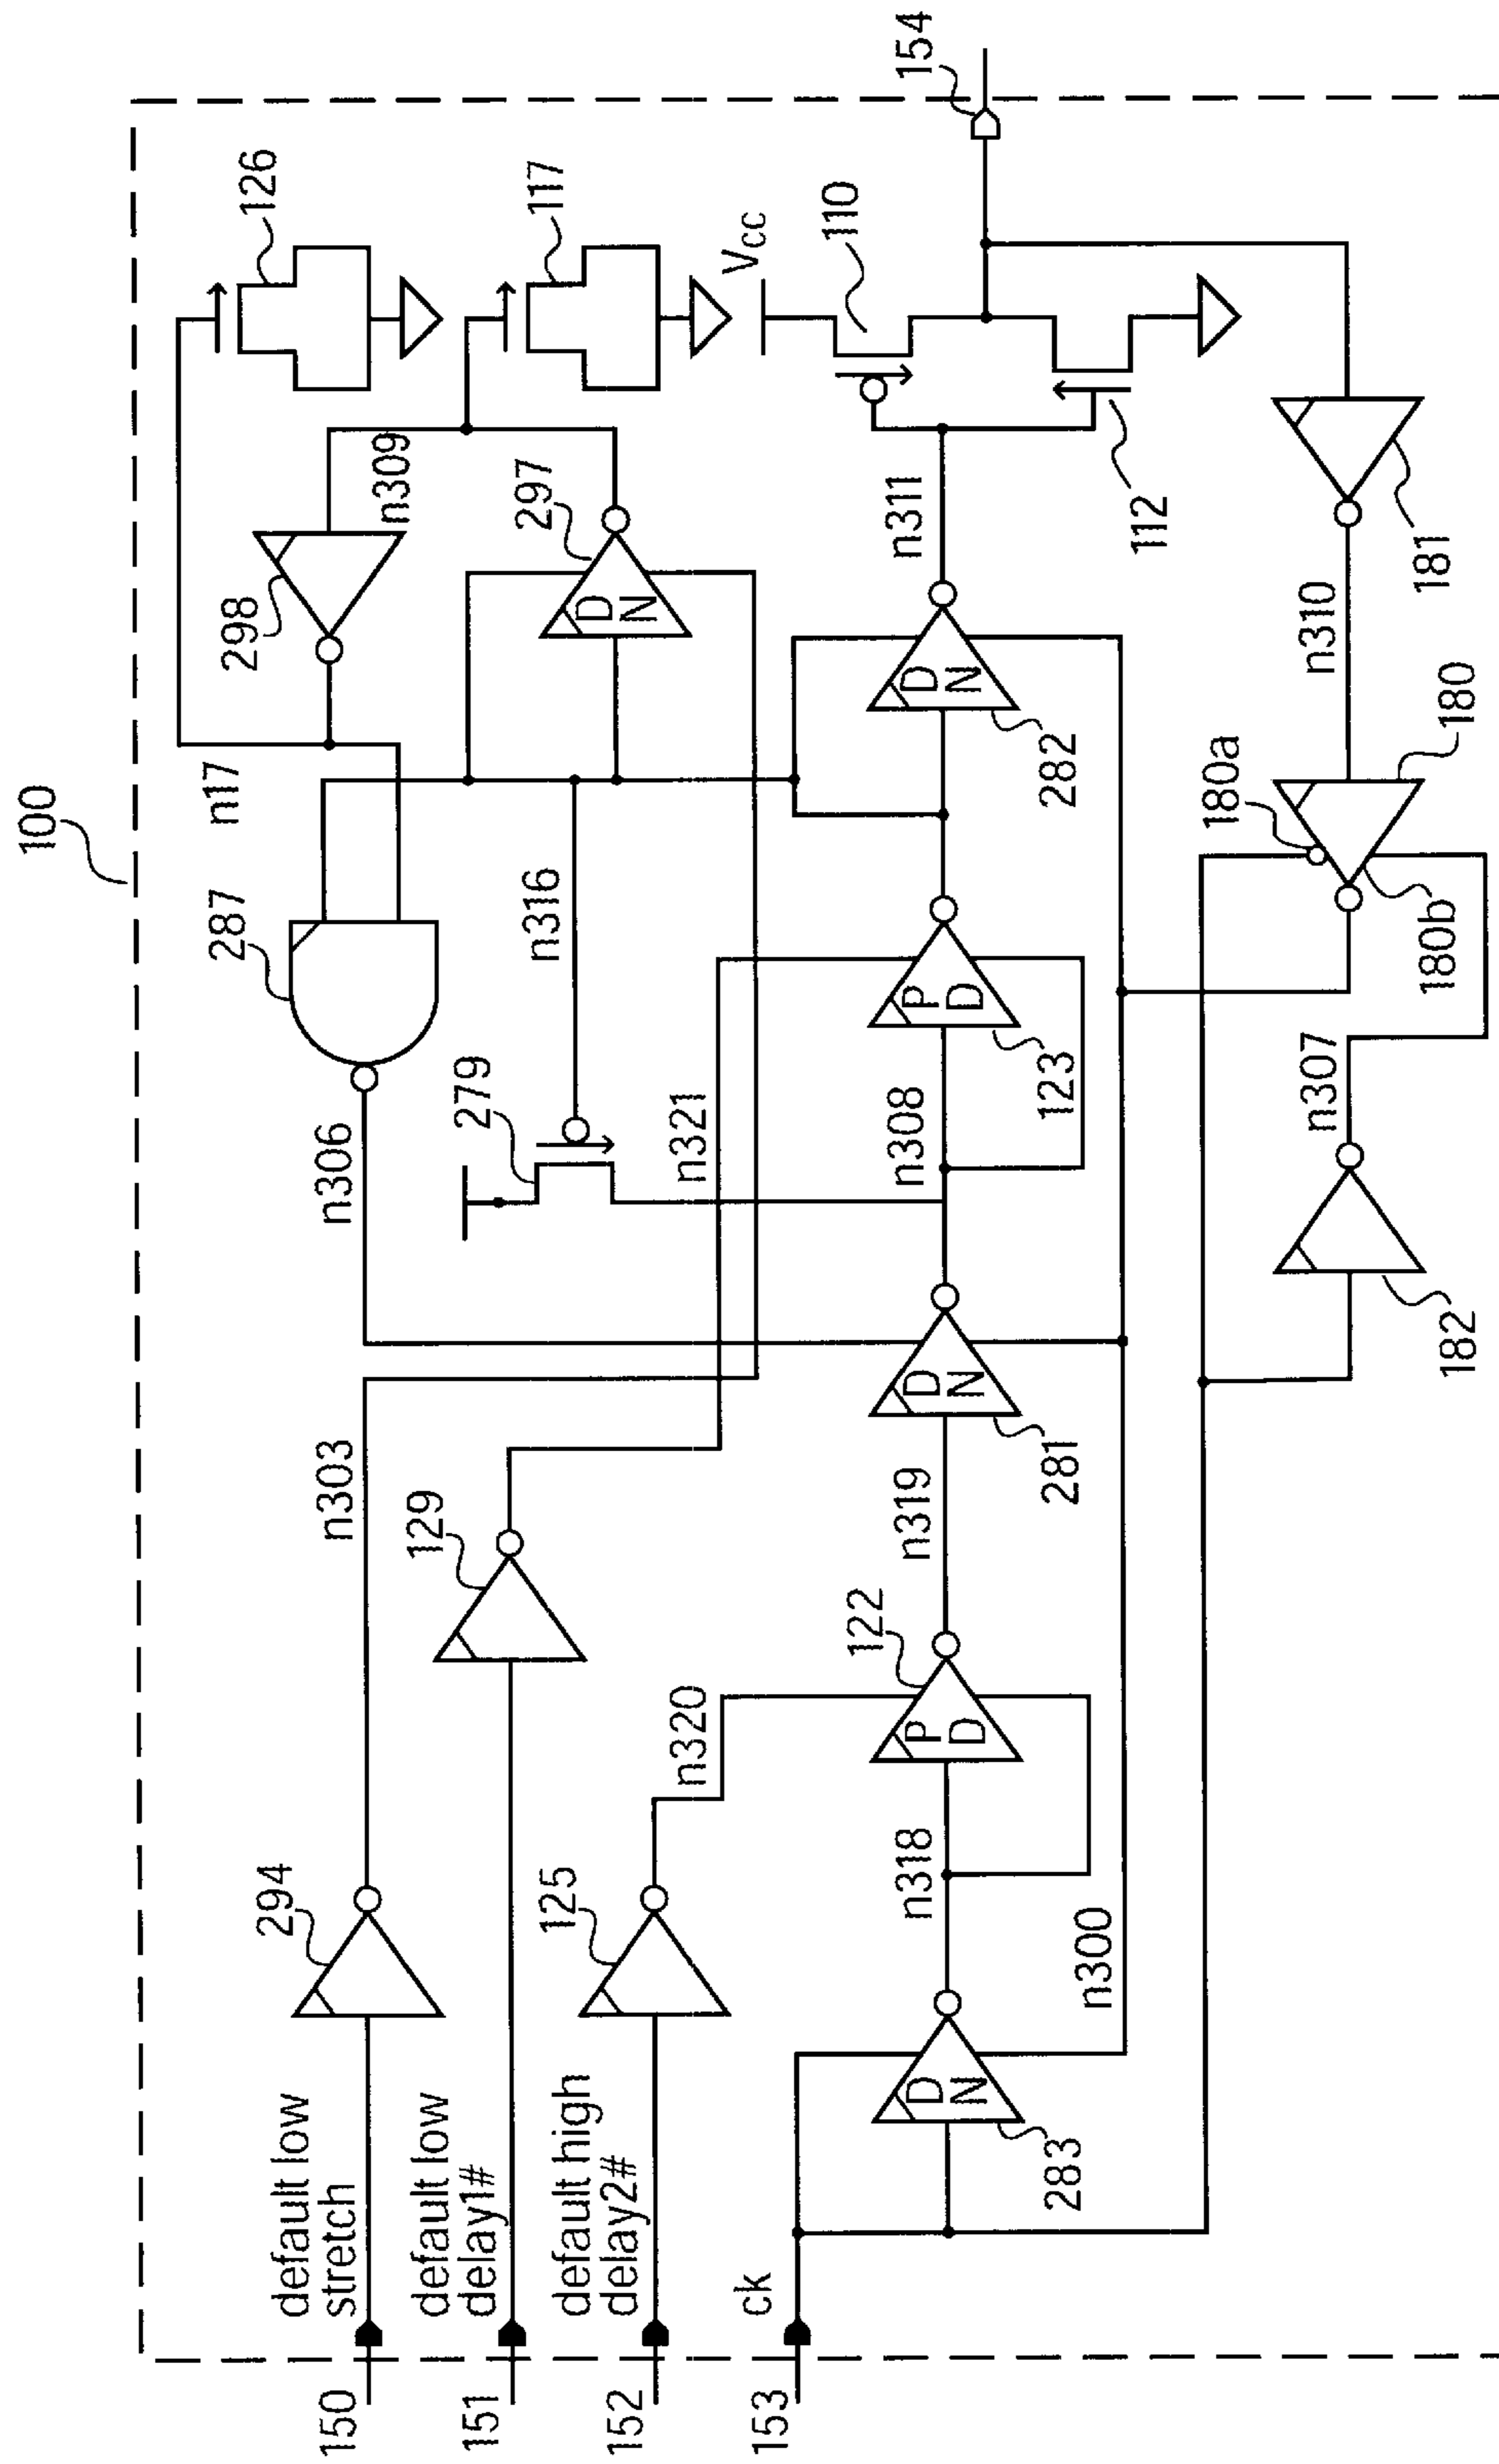 100
126
117
VCC
110
154
298
n309
297
n17
287
n316
n311
112
282
181
n310
180a
180
180b
n306
279
n321
n308
123
n307
182
n303
129
n319
281
122
n320
n318
n300
294
125
283
default low
stretch
default low
delay1#
default high
delay2#
ck
150
151
152
153
D
N
D
N
P
D
D
N
P
D
D
N